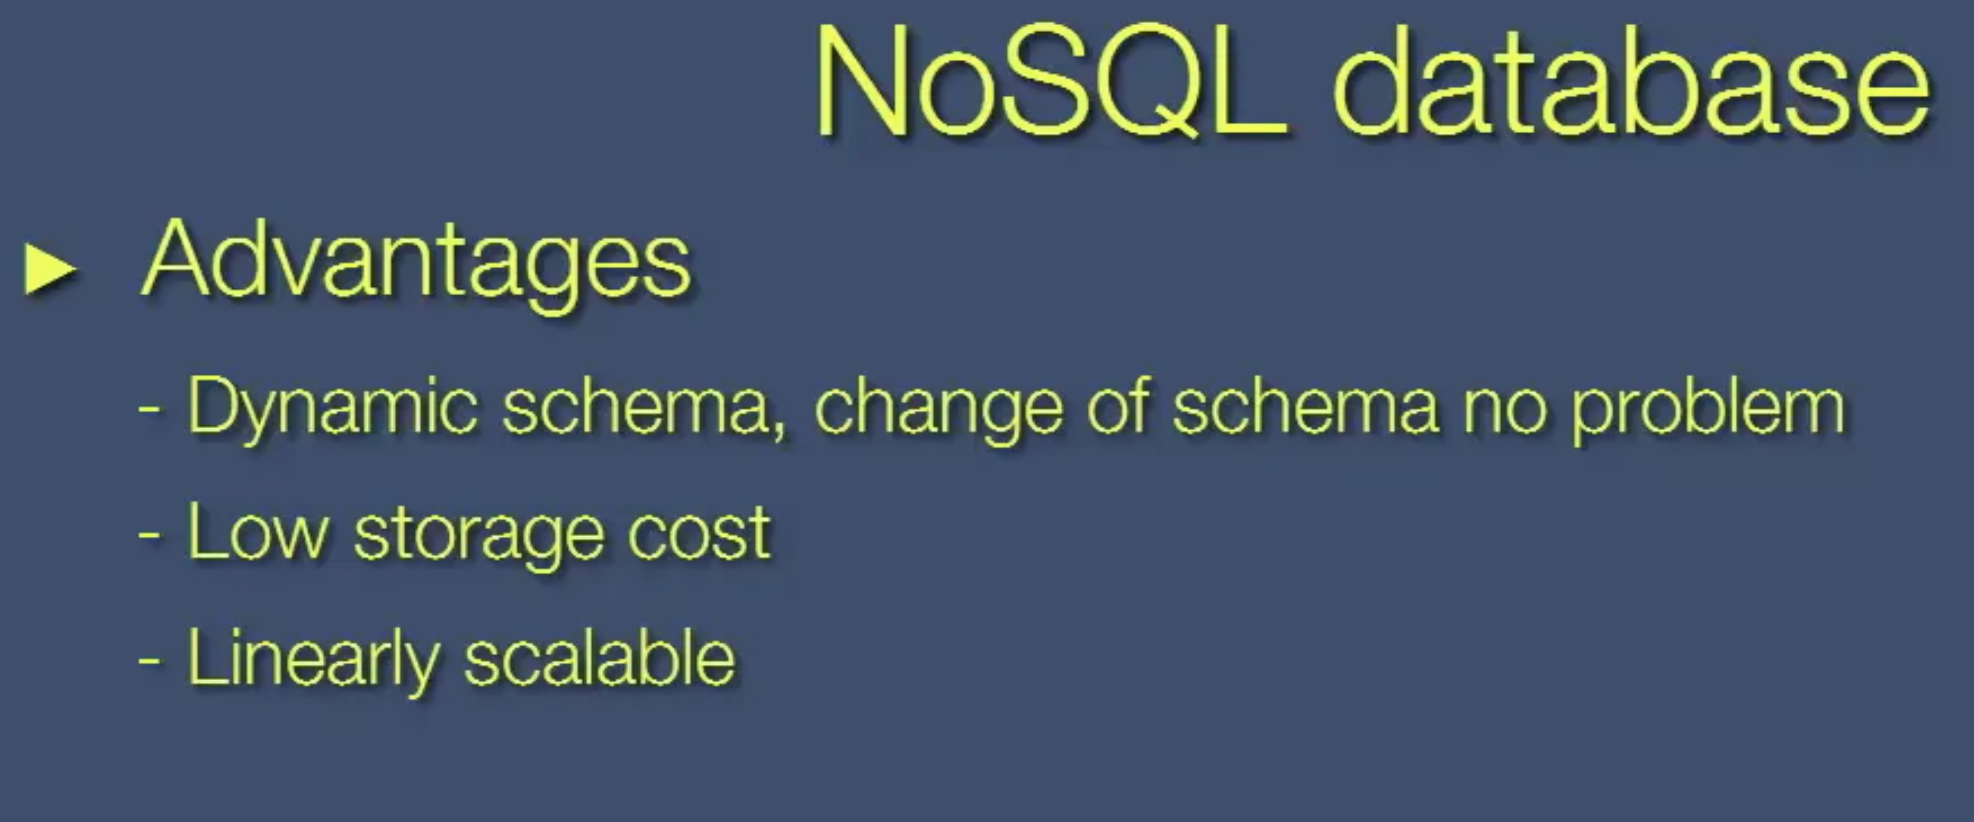 NoSQL database
► Advantages
- Dynamic schema, change of schema no problem
- Low storage cost
- Linearly scalable